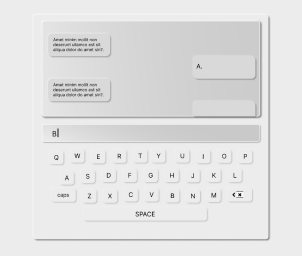 Amet minim mollit non
deserunt ullamco est sit
aliqua dolor do amet sint.
A.
Amet minim mollit non
deserunt ullamco est sit
aliqua dolor do amet sint.
B
Q W E R T Y U I O P
A S D F G H J K L
caps Z X C V B N M
SPACE